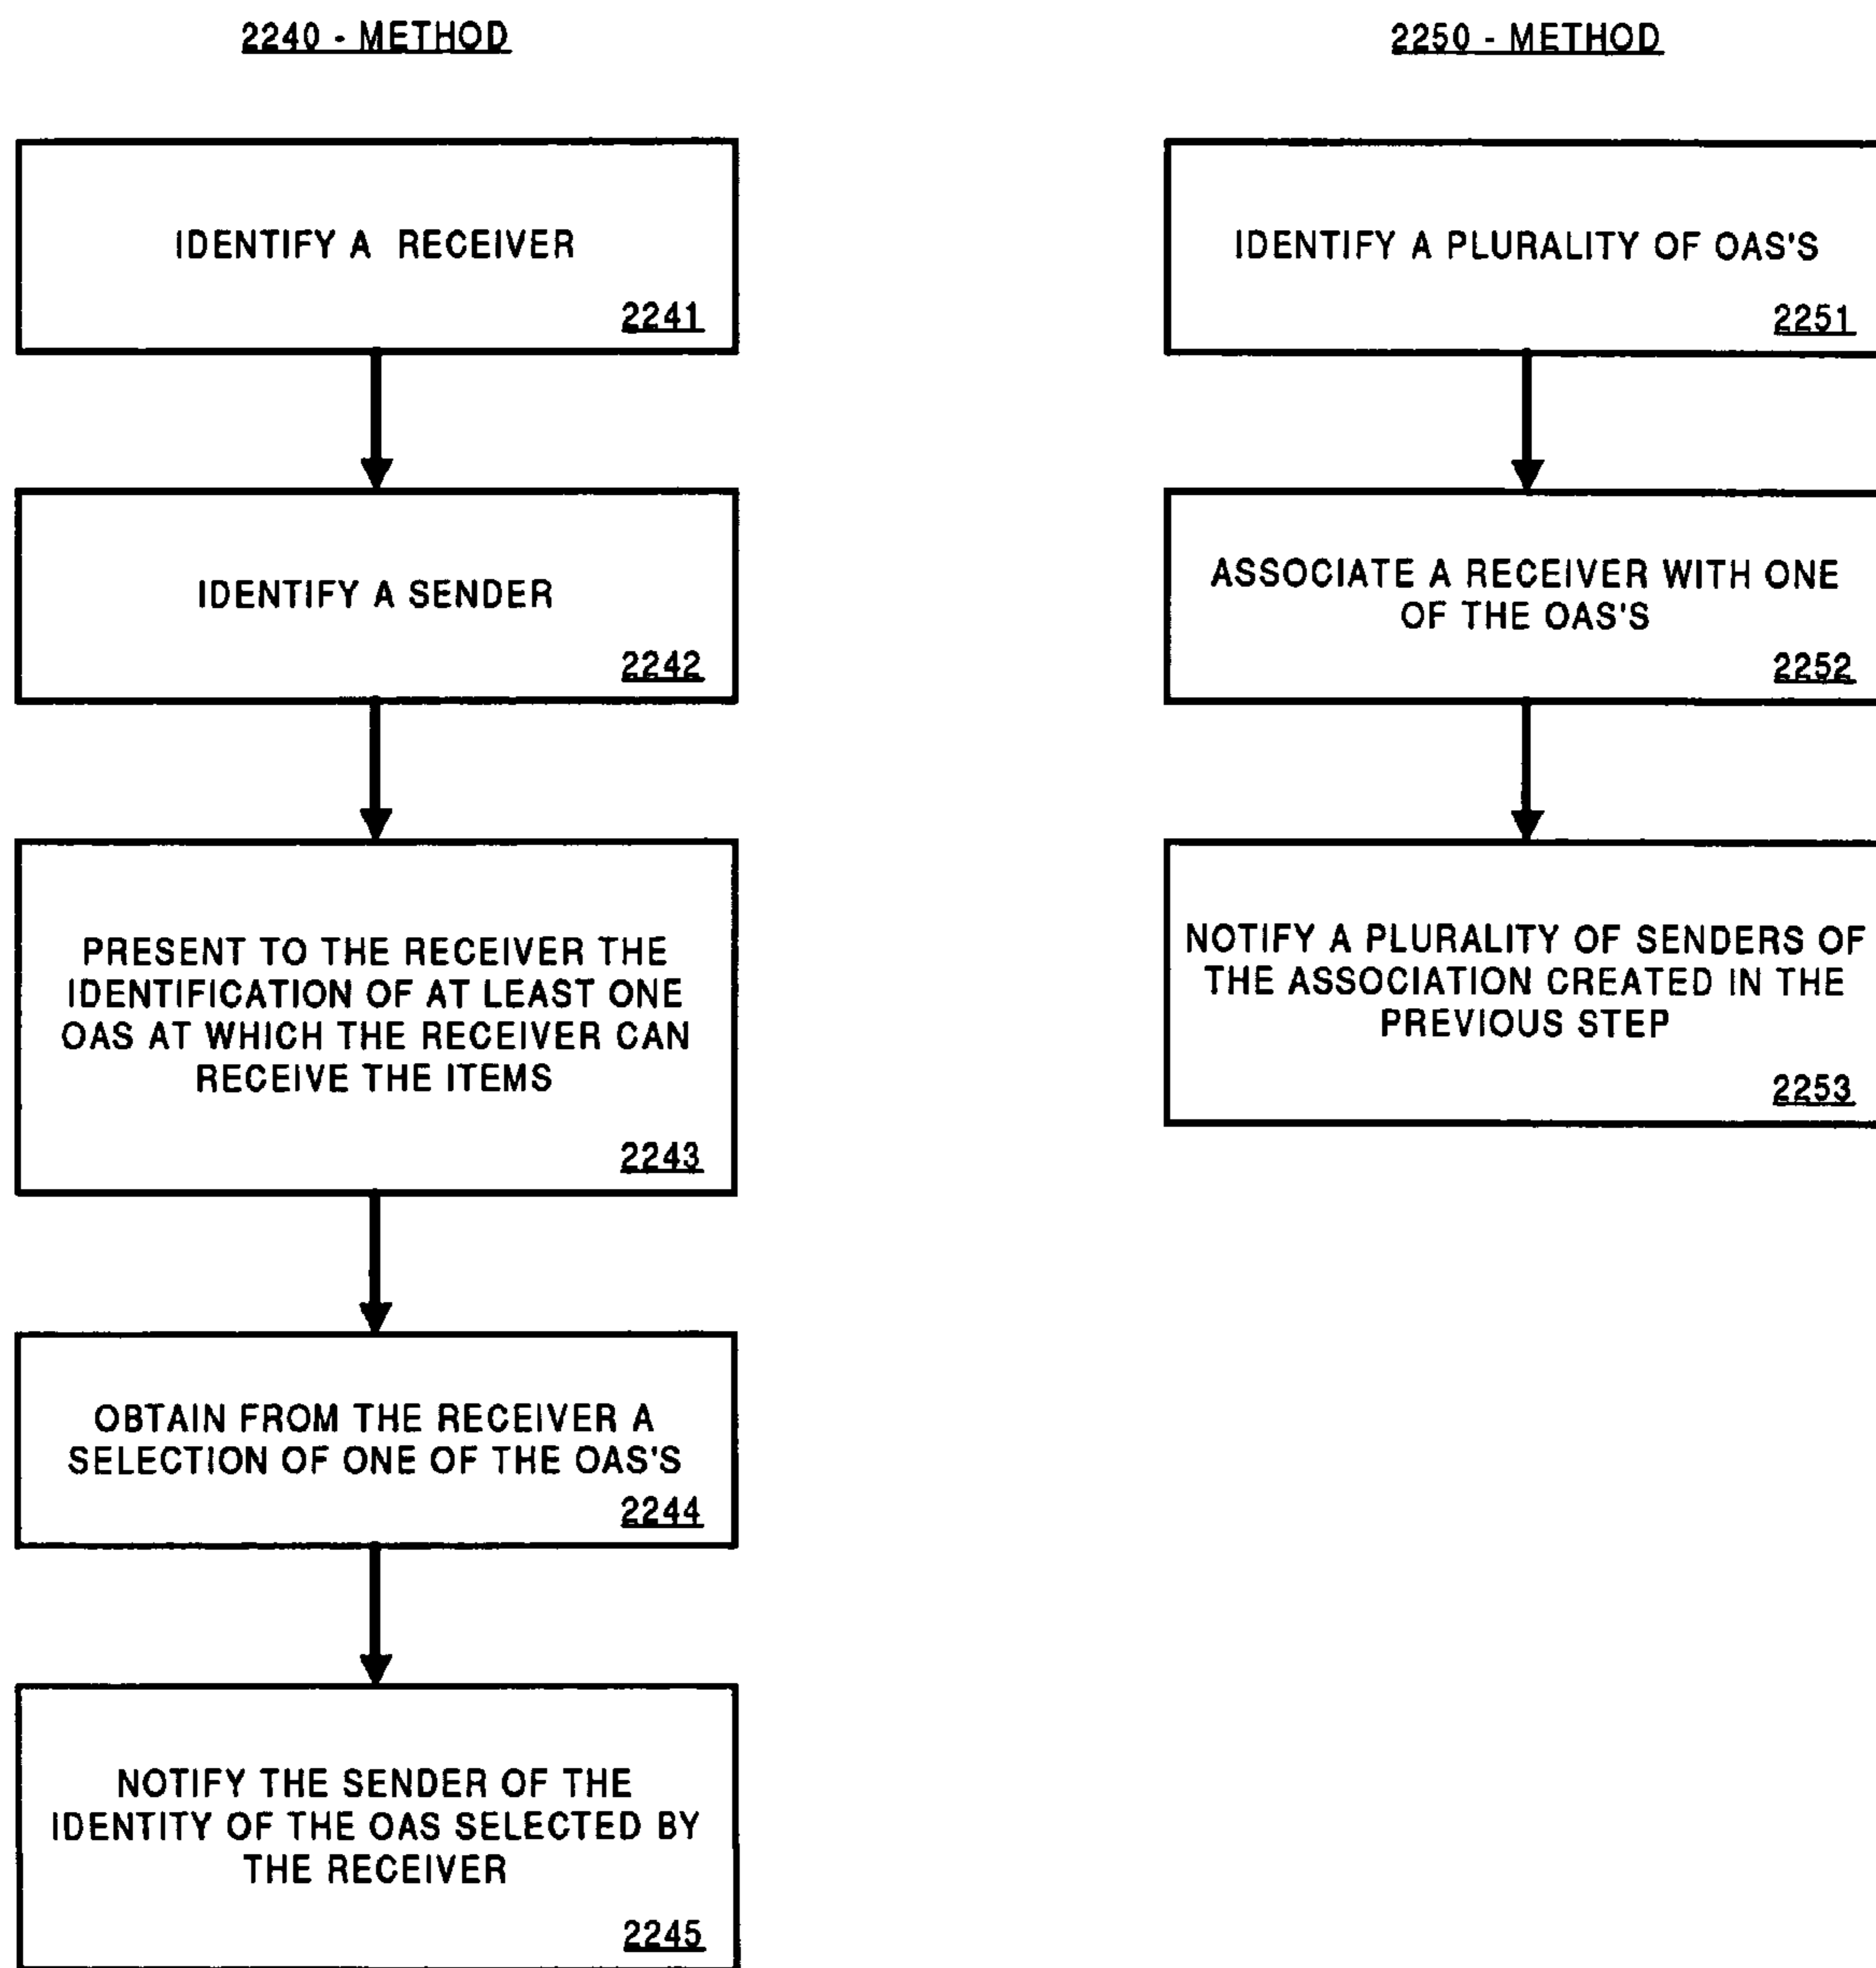 2240 - METHOD
IDENTIFY A RECEIVER
2241
IDENTIFY A SENDER
2242
PRESENT TO THE RECEIVER THE
IDENTIFICATION OF AT LEAST ONE
OAS AT WHICH THE RECEIVER CAN
RECEIVE THE ITEMS
2243
OBTAIN FROM THE RECEIVER A
SELECTION OF ONE OF THE OAS'S
2244
NOTIFY THE SENDER OF THE
IDENTITY OF THE OAS SELECTED BY
THE RECEIVER
2245
2250 - METHOD
IDENTIFY A PLURALITY OF OAS'S
2251
ASSOCIATE A RECEIVER WITH ONE
OF THE OAS'S
2252
NOTIFY A PLURALITY OF SENDERS OF
THE ASSOCIATION CREATED IN THE
PREVIOUS STEP
2253